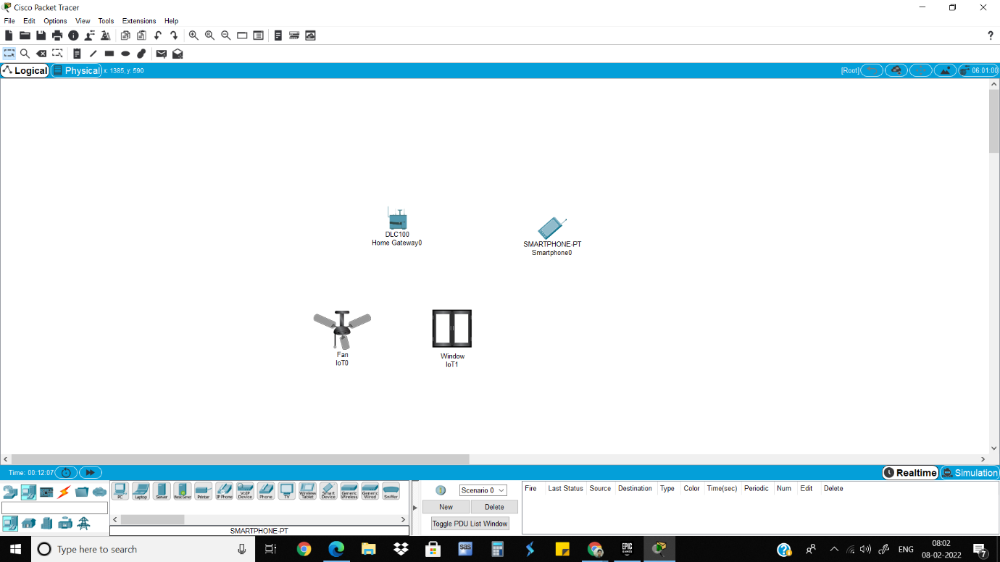 Cisco Packet Tracer
File Edit Options View Tools Extensions Help
?
Logical Physical x: 1385, y: 590 [Root] 06:01:00
DLC100
Home Gateway0
SMARTPHONE-PT
Smartphone0
Fan
IoT0
Window
IoT1
Time: 00:12:07 Realtime Simulation
PC Laptop Server Printer IP Phone VoIP Device Phone TV Wireless Tablet Smart Device Generic Wireless Generic Wired Sniffer
SMARTPHONE-PT
Scenario 0
New Delete
Toggle PDU List Window
Fire Last Status Source Destination Type Color Time(sec) Periodic Num Edit Delete
Type here to search
sas
EPIC GAMES
ENG
08:02
08-02-2022
7